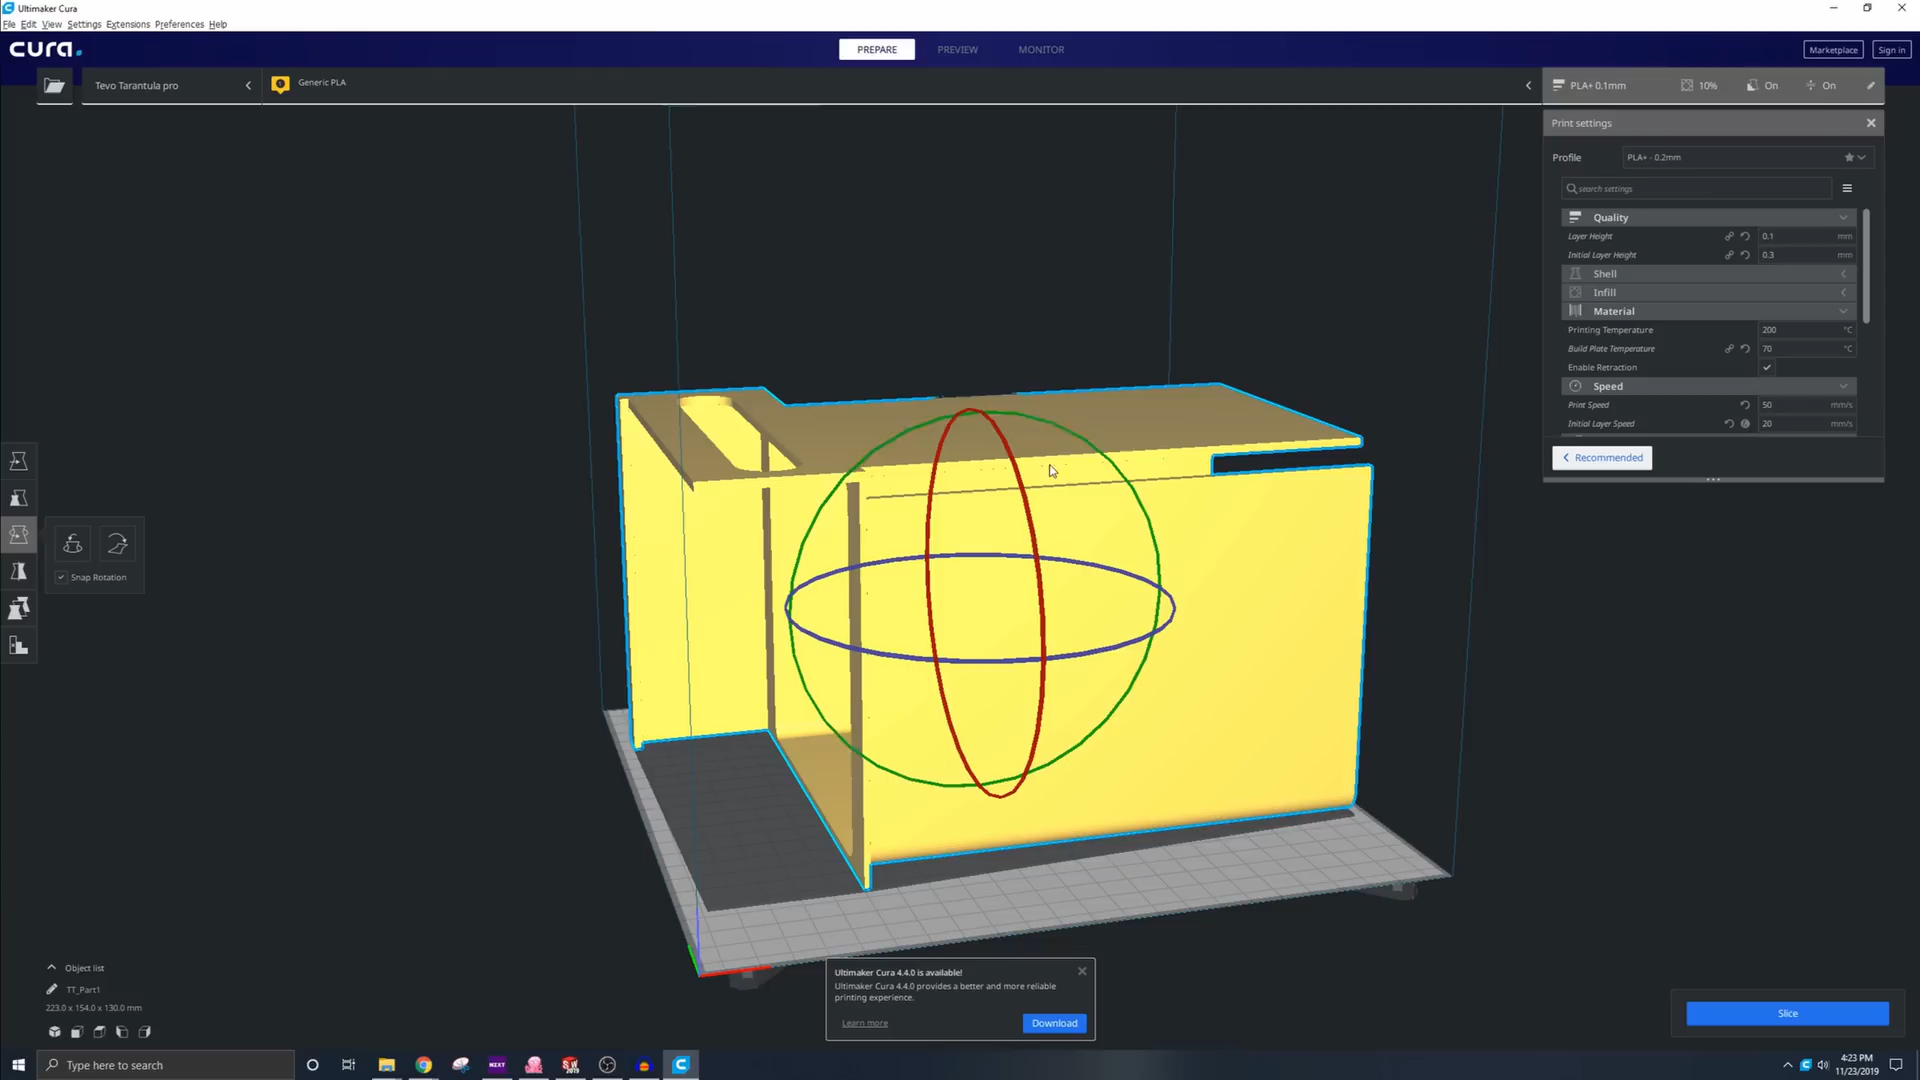 Ultimaker Cura
File Edit View Settings Extensions Preferences Help
cura.
PREPARE PREVIEW MONITOR
Marketplace Sign in
Tevo Tarantula pro
Generic PLA
PLA+ 0.1mm 10% On On
Print settings
Profile PLA+ - 0.2mm
search settings
Quality
Layer Height 0.1 mm
Initial Layer Height 0.3 mm
Shell
Infill
Material
Printing Temperature 200 °C
Build Plate Temperature 70 °C
Enable Retraction
Speed
Print Speed 50 mm/s
Initial Layer Speed 20 mm/s
Recommended
Snap Rotation
Object list
TT_Part1
223.0 x 154.0 x 130.0 mm
Ultimaker Cura 4.4.0 is available!
Ultimaker Cura 4.4.0 provides a better and more reliable
printing experience.
Learn more Download
Slice
Type here to search
NEXT
SW
2019
4:23 PM
11/23/2019